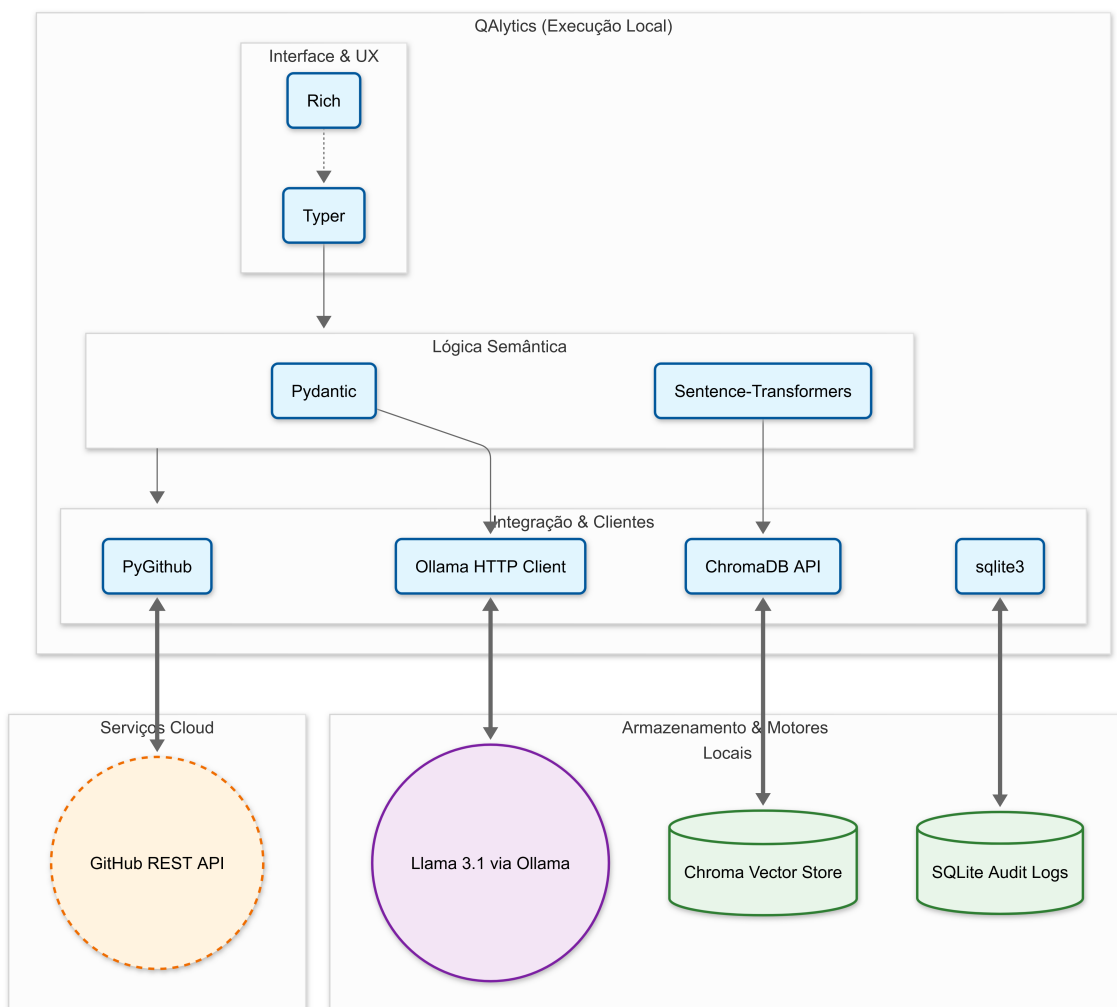 QAlytics (Execução Local)
Interface & UX
Rich
Typer
Lógica Semântica
Pydantic
Sentence-Transformers
Integração & Clientes
PyGithub
Ollama HTTP Client
ChromaDB API
sqlite3
Serviços Cloud
Armazenamento & Motores
Locais
GitHub REST API
Llama 3.1 via Ollama
Chroma Vector Store
SQLite Audit Logs